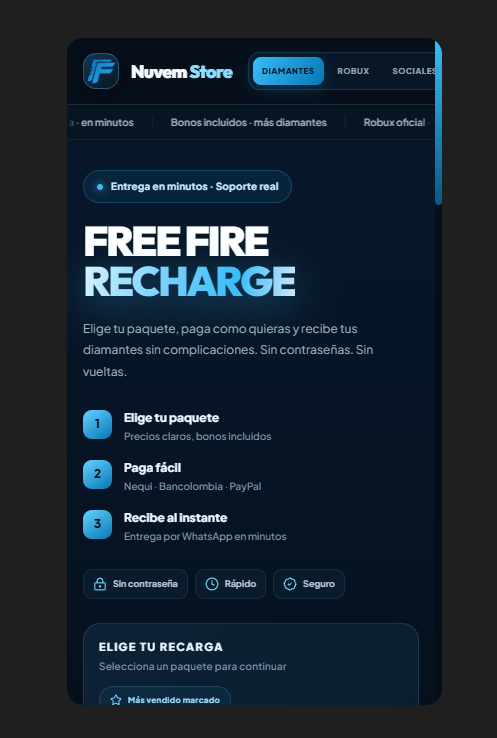 Nuvem Store
DIAMANTES ROBUX SOCIALES
a · en minutos Bonos incluidos · más diamantes Robux oficial ·
Entrega en minutos · Soporte real
FREE FIRE
RECHARGE
Elige tu paquete, paga como quieras y recibe tus
diamantes sin complicaciones. Sin contraseñas. Sin
vueltas.
1 Elige tu paquete
Precios claros, bonos incluidos
2 Paga fácil
Nequi · Bancolombia · PayPal
3 Recibe al instante
Entrega por WhatsApp en minutos
Sin contraseña Rápido Seguro
ELIGE TU RECARGA
Selecciona un paquete para continuar
Más vendido marcado